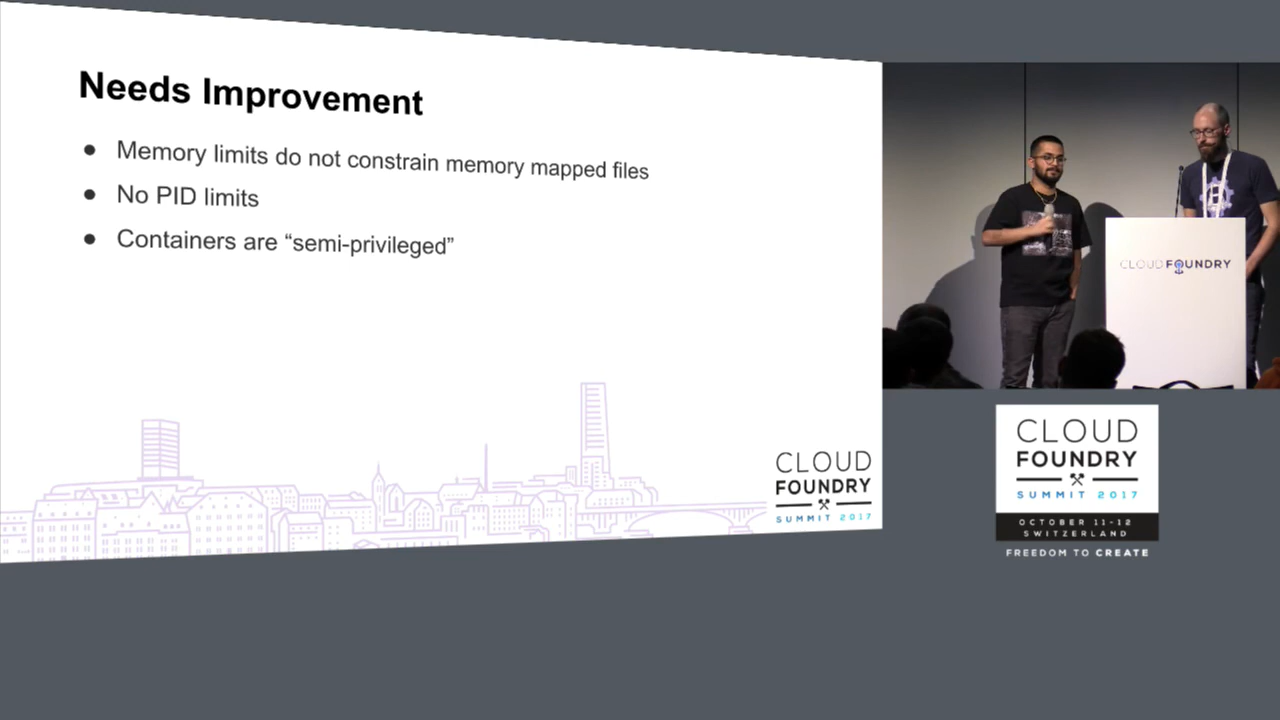 Needs Improvement
Memory limits do not constrain memory mapped files
No PID limits
Containers are “semi-privileged”
CLOUD
FOUNDRY
SUMMIT 2017
CLOUD FOUNDRY
CLOUD
FOUNDRY
SUMMIT 2017
OCTOBER 11-12
SWITZERLAND
FREEDOM TO CREATE